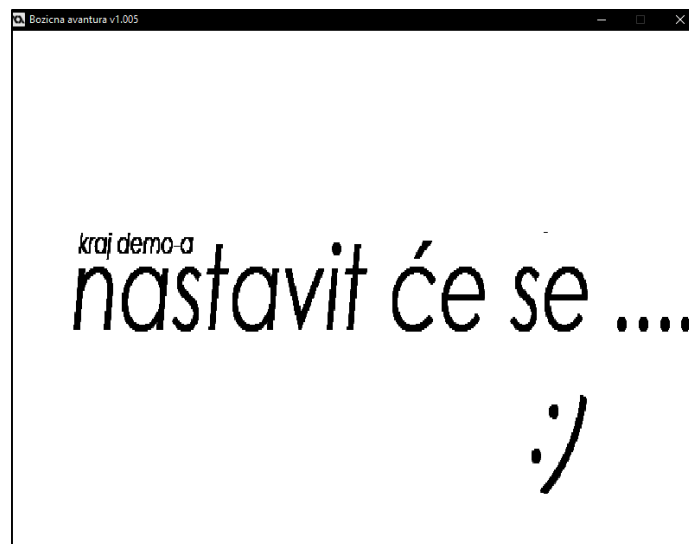 Bozicna avantura v1.005
kraj demo-a
nastavit će se ....
:)